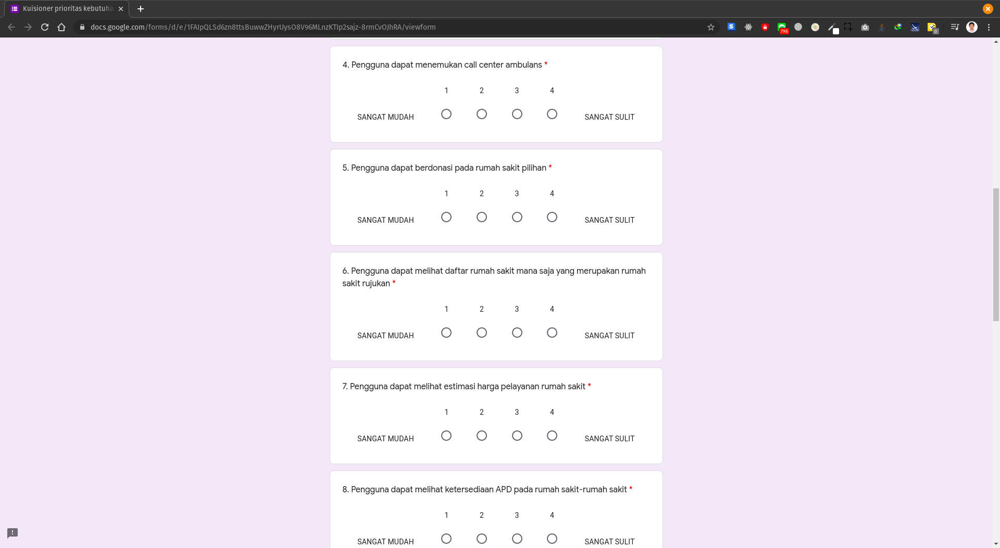 Kuisioner prioritas kebutuha
docs.google.com/forms/d/e/1FAIpQLSd6zn8ttsBuwwZHyrUysO8V96MLnzKTIp2sajz-8rmCvOJhRA/viewform
796
0
4. Pengguna dapat menemukan call center ambulans *
1 2 3 4
SANGAT MUDAH SANGAT SULIT
5. Pengguna dapat berdonasi pada rumah sakit pilihan *
1 2 3 4
SANGAT MUDAH SANGAT SULIT
6. Pengguna dapat melihat daftar rumah sakit mana saja yang merupakan rumah
sakit rujukan *
1 2 3 4
SANGAT MUDAH SANGAT SULIT
7. Pengguna dapat melihat estimasi harga pelayanan rumah sakit *
1 2 3 4
SANGAT MUDAH SANGAT SULIT
8. Pengguna dapat melihat ketersediaan APD pada rumah sakit-rumah sakit *
1 2 3 4
SANGAT MUDAH SANGAT SULIT